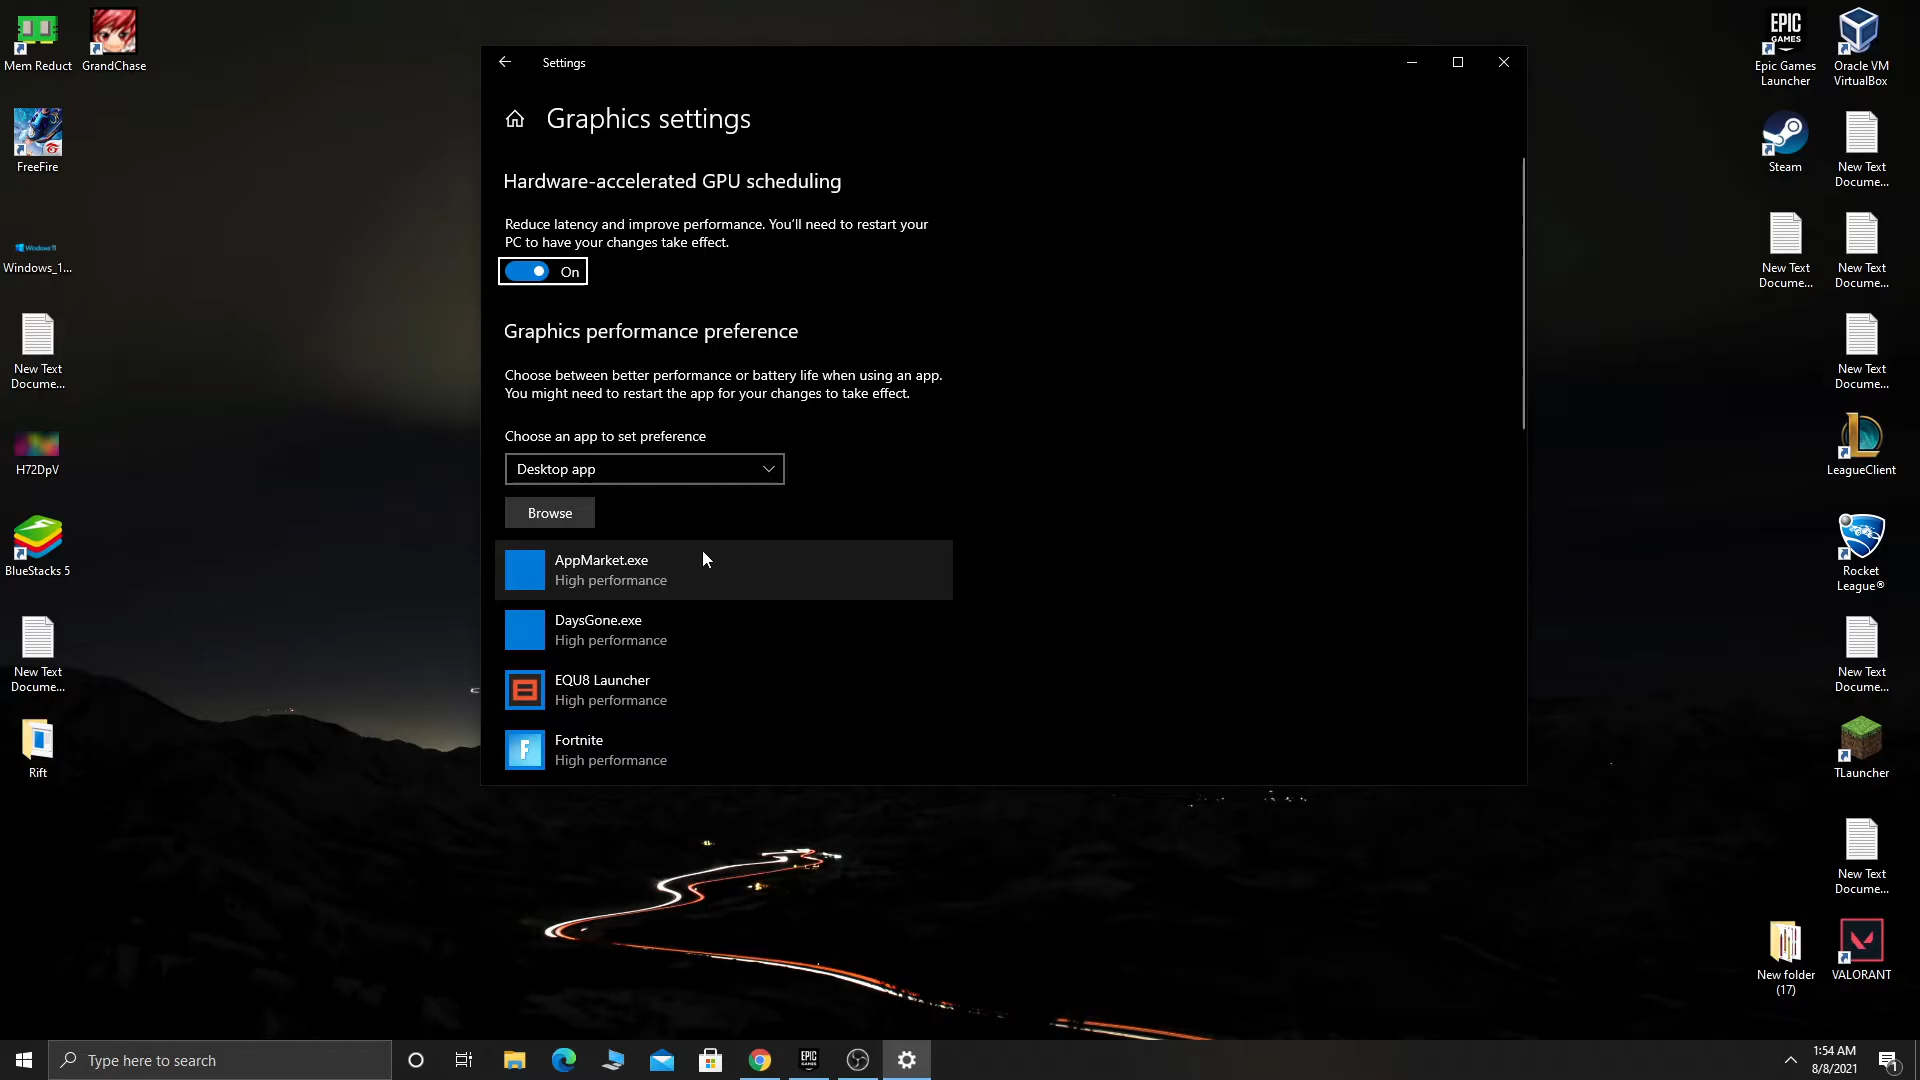 Mem Reduct
GrandChase
FreeFire
Windows 11
Windows_1...
New Text
Docume...
H72DpV
BlueStacks 5
New Text
Docume...
Rift
Settings
Graphics settings
Hardware-accelerated GPU scheduling
Reduce latency and improve performance. You'll need to restart your
PC to have your changes take effect.
On
Graphics performance preference
Choose between better performance or battery life when using an app.
You might need to restart the app for your changes to take effect.
Choose an app to set preference
Desktop app
Browse
AppMarket.exe
High performance
DaysGone.exe
High performance
EQU8 Launcher
High performance
F
Fortnite
High performance
EPIC
GAMES
Epic Games
Launcher
Oracle VM
VirtualBox
Steam
New Text
Docume...
New Text
Docume...
New Text
Docume...
New Text
Docume...
LeagueClient
Rocket
League®
New Text
Docume...
TLauncher
New Text
Docume...
New folder
(17)
VALORANT
Type here to search
EPIC
GAMES
1:54 AM
8/8/2021
1